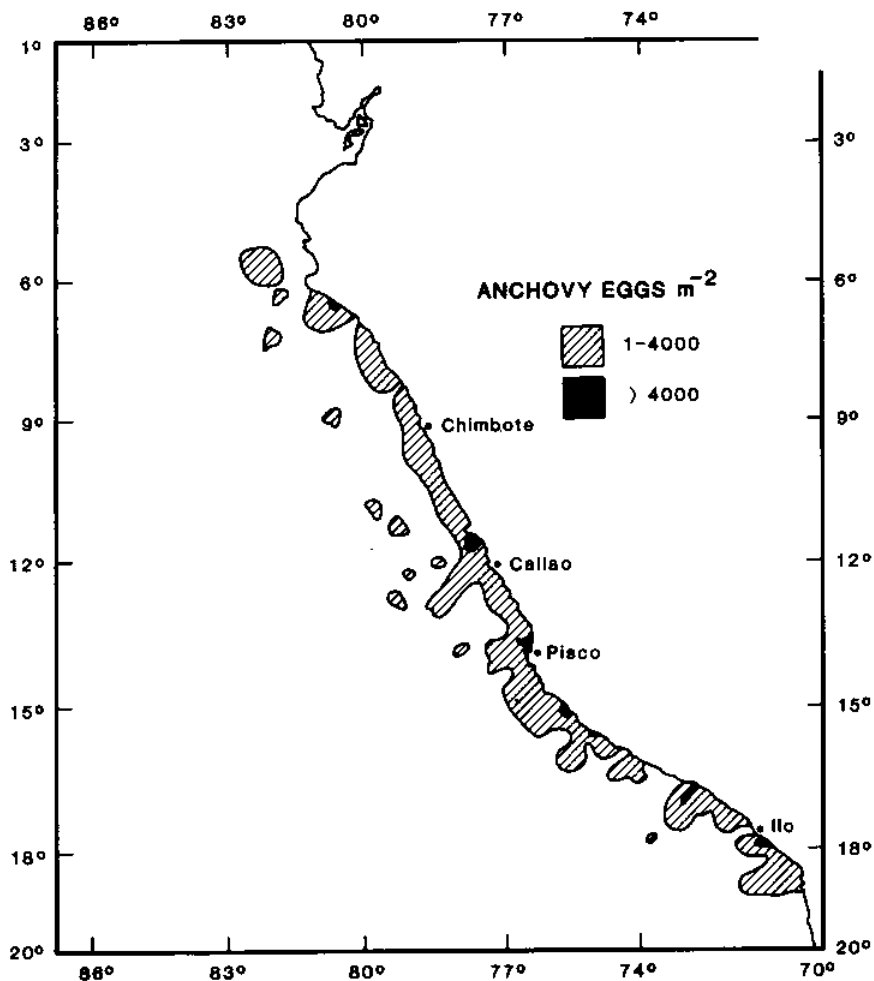 86° 83° 80° 76° 74°
1°
3° 3°
ANCHOVY EGGS m⁻²
6° 6°
1-4000
⟩ 4000
9° Chimbote 9°
12° Callao 12°
Pisco
15° 15°
Ilo
18° 18°
20° 20°
86° 83° 80° 77° 74° 70°